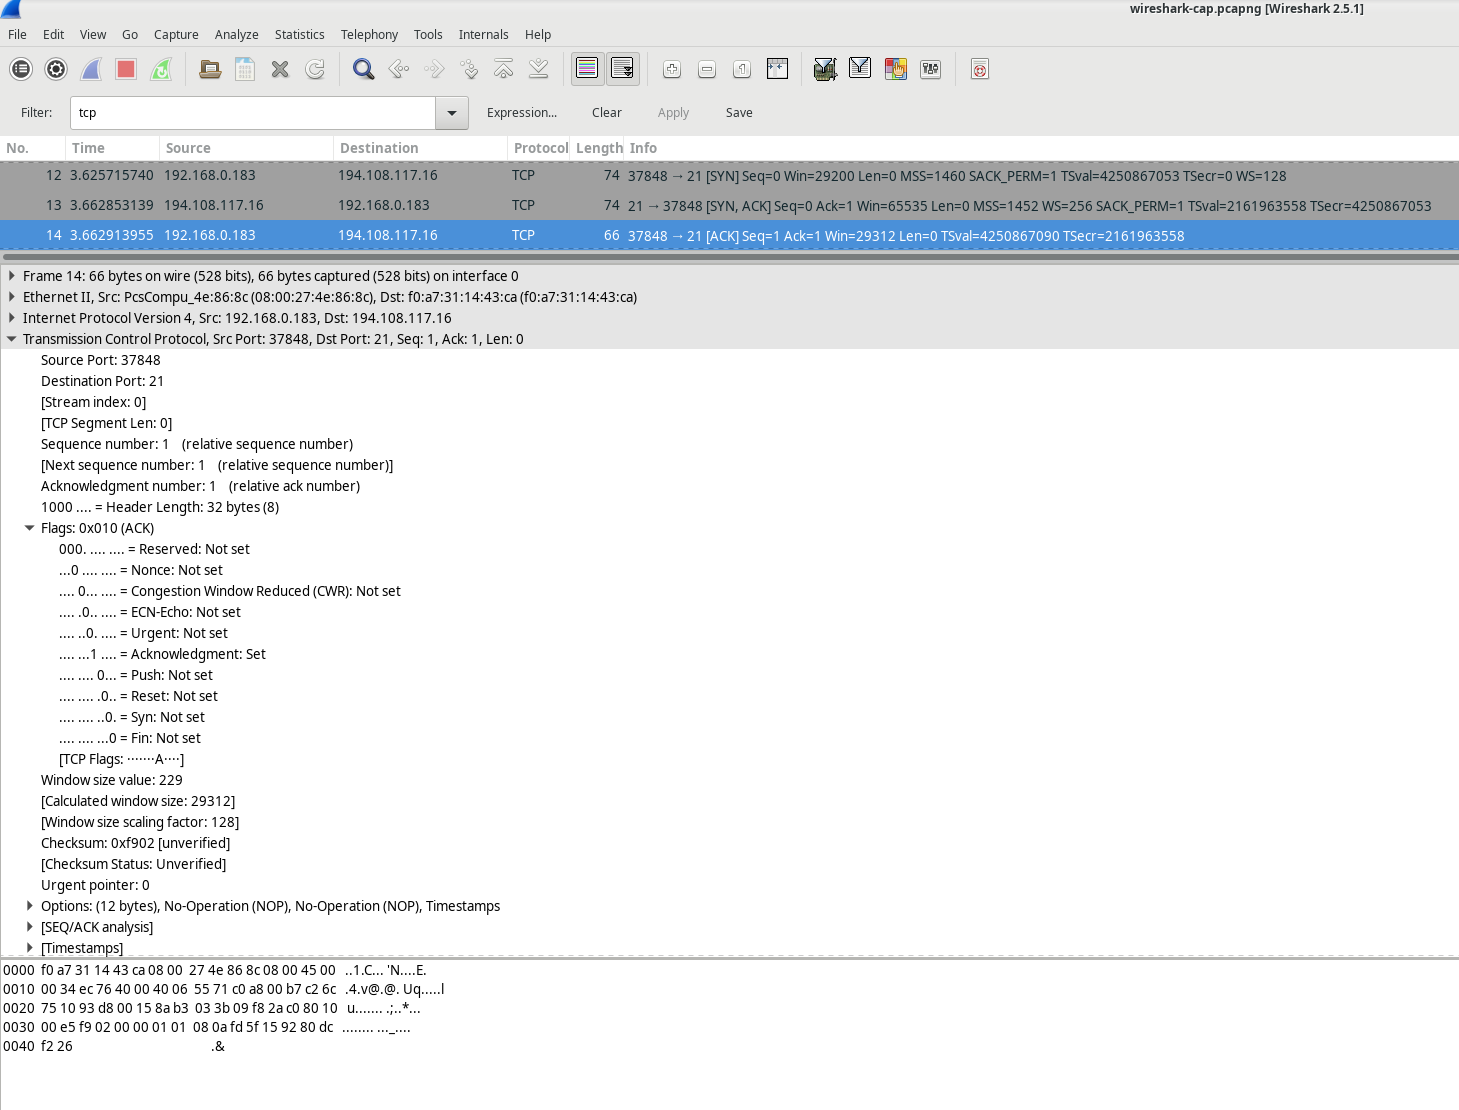 wireshark-cap.pcapng [Wireshark 2.5.1]
File Edit View Go Capture Analyze Statistics Telephony Tools Internals Help
Filter: tcp Expression... Clear Apply Save
No. Time Source Destination Protocol Length Info
12 3.625715740 192.168.0.183 194.108.117.16 TCP 74 37848 → 21 [SYN] Seq=0 Win=29200 Len=0 MSS=1460 SACK_PERM=1 TSval=4250867053 TSecr=0 WS=128
13 3.662853139 194.108.117.16 192.168.0.183 TCP 74 21 → 37848 [SYN, ACK] Seq=0 Ack=1 Win=65535 Len=0 MSS=1452 WS=256 SACK_PERM=1 TSval=2161963558 TSecr=4250867053
14 3.662913955 192.168.0.183 194.108.117.16 TCP 66 37848 → 21 [ACK] Seq=1 Ack=1 Win=29312 Len=0 TSval=4250867090 TSecr=2161963558
Frame 14: 66 bytes on wire (528 bits), 66 bytes captured (528 bits) on interface 0
Ethernet II, Src: PcsCompu_4e:86:8c (08:00:27:4e:86:8c), Dst: f0:a7:31:14:43:ca (f0:a7:31:14:43:ca)
Internet Protocol Version 4, Src: 192.168.0.183, Dst: 194.108.117.16
Transmission Control Protocol, Src Port: 37848, Dst Port: 21, Seq: 1, Ack: 1, Len: 0
Source Port: 37848
Destination Port: 21
[Stream index: 0]
[TCP Segment Len: 0]
Sequence number: 1 (relative sequence number)
[Next sequence number: 1 (relative sequence number)]
Acknowledgment number: 1 (relative ack number)
1000 .... = Header Length: 32 bytes (8)
Flags: 0x010 (ACK)
000. .... .... = Reserved: Not set
...0 .... .... = Nonce: Not set
.... 0... .... = Congestion Window Reduced (CWR): Not set
.... .0.. .... = ECN-Echo: Not set
.... ..0. .... = Urgent: Not set
.... ...1 .... = Acknowledgment: Set
.... .... 0... = Push: Not set
.... .... .0.. = Reset: Not set
.... .... ..0. = Syn: Not set
.... .... ...0 = Fin: Not set
[TCP Flags: ·······A····]
Window size value: 229
[Calculated window size: 29312]
[Window size scaling factor: 128]
Checksum: 0xf902 [unverified]
[Checksum Status: Unverified]
Urgent pointer: 0
Options: (12 bytes), No-Operation (NOP), No-Operation (NOP), Timestamps
[SEQ/ACK analysis]
[Timestamps]
0000 f0 a7 31 14 43 ca 08 00 27 4e 86 8c 08 00 45 00 ..1.C... 'N....E.
0010 00 34 ec 76 40 00 40 06 55 71 c0 a8 00 b7 c2 6c .4.v@.@. Uq.....l
0020 75 10 93 d8 00 15 8a b3 03 3b 09 f8 2a c0 80 10 u....... .;..*...
0030 00 e5 f9 02 00 00 01 01 08 0a fd 5f 15 92 80 dc ........ ..._....
0040 f2 26 .&